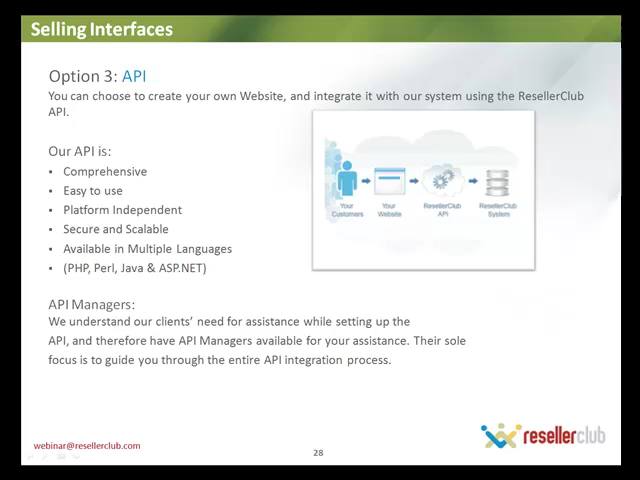 Selling Interfaces
Option 3: API
You can choose to create your own Website, and integrate it with our system using the ResellerClub
API.
Our API is:
▪ Comprehensive
▪ Easy to use
▪ Platform Independent
▪ Secure and Scalable
▪ Available in Multiple Languages
▪ (PHP, Perl, Java & ASP.NET)
Your
Customers
Your
Website
ResellerClub
API
ResellerClub
System
API Managers:
We understand our clients' need for assistance while setting up the
API, and therefore have API Managers available for your assistance. Their sole
focus is to guide you through the entire API integration process.
webinar@resellerclub.com
28
resellerclub